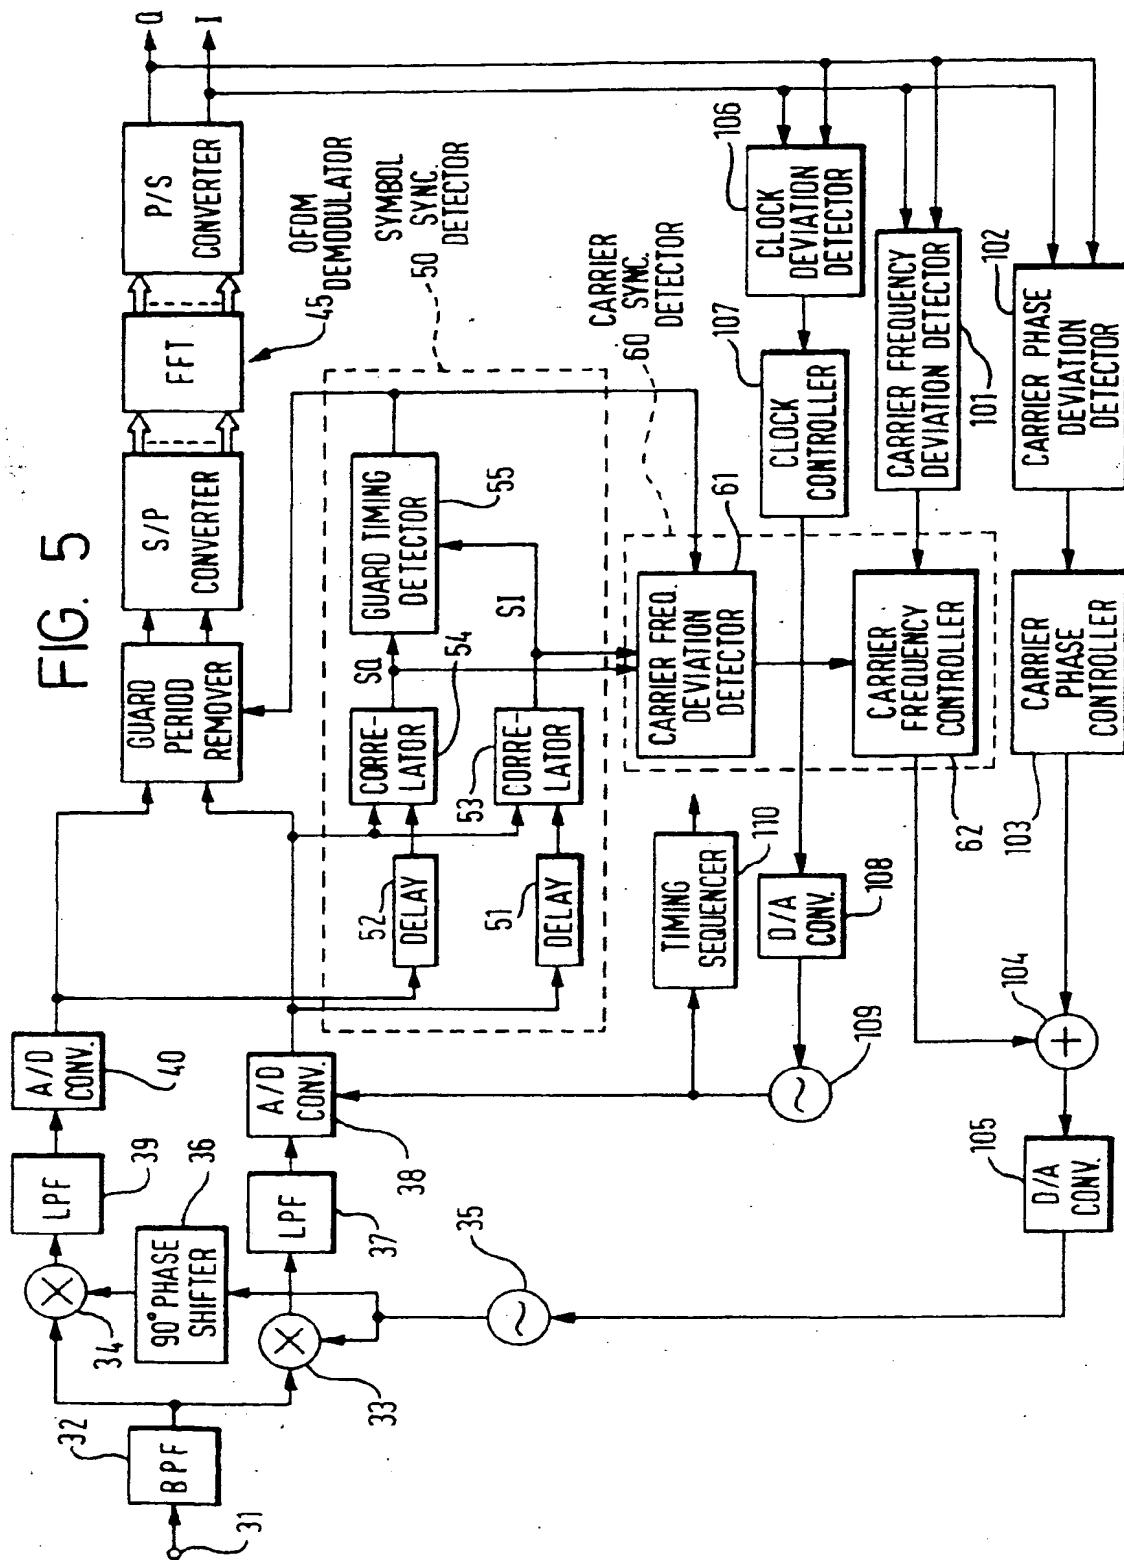 FIG. 5
31
BPF
32
33
34
90° PHASE
SHIFTER
36
35
LPF
39
LPF
37
A/D
CONV.
40
A/D
CONV.
38
GUARD
PERIOD
REMOVER
S/P
CONVERTER
FFT
P/S
CONVERTER
Q
I
45
OFDM
DEMODULATOR
50
SYMBOL
SYNC.
DETECTOR
52
DELAY
51
DELAY
CORRE-
LATOR
54
53
CORRE-
LATOR
SQ
SI
GUARD TIMING
DETECTOR
55
60
CARRIER
SYNC.
DETECTOR
CARRIER FREQ.
DEVIATION
DETECTOR
61
CARRIER
FREQUENCY
CONTROLLER
62
TIMING
SEQUENCER
110
D/A
CONV.
108
109
107
CLOCK
CONTROLLER
106
CLOCK
DEVIATION
DETECTOR
CARRIER FREQUENCY
DEVIATION DETECTOR
101
102
CARRIER PHASE
DEVIATION
DETECTOR
CARRIER
PHASE
CONTROLLER
103
104
105
D/A
CONV.